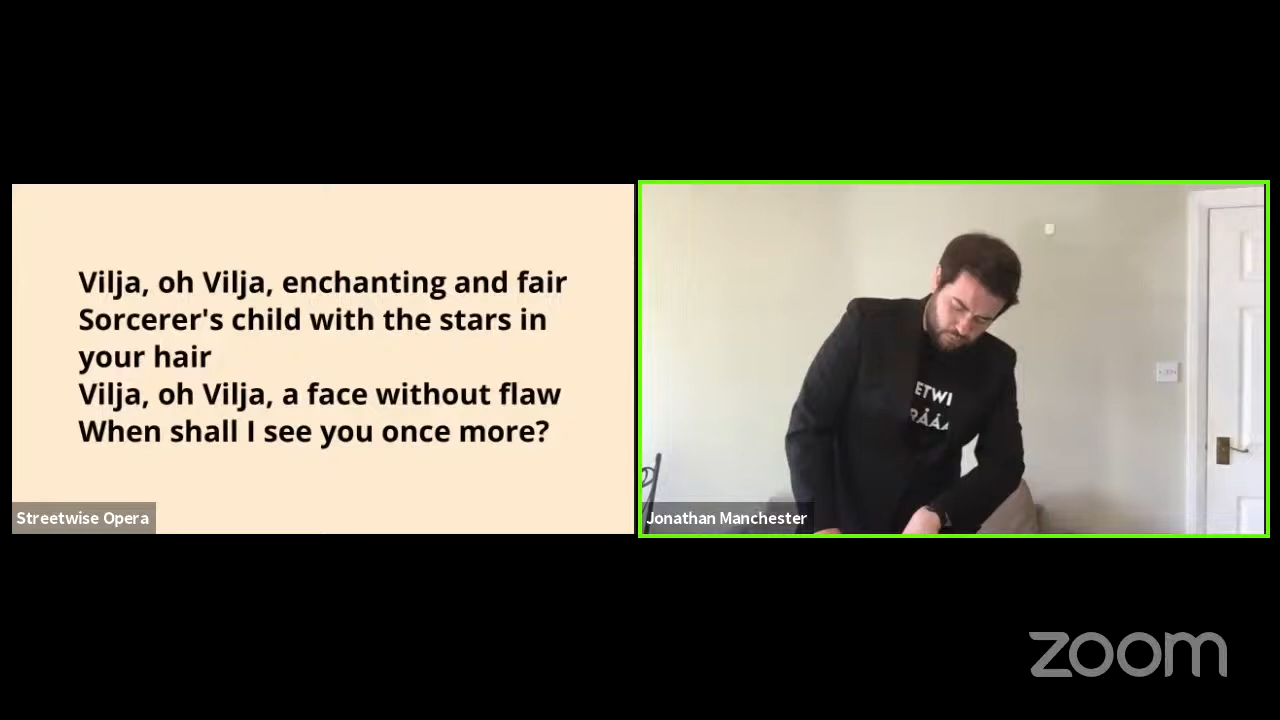 Vilja, oh Vilja, enchanting and fair
Sorcerer's child with the stars in
your hair
Vilja, oh Vilja, a face without flaw
When shall I see you once more?
Streetwise Opera
ETWI
Jonathan Manchester
zoom